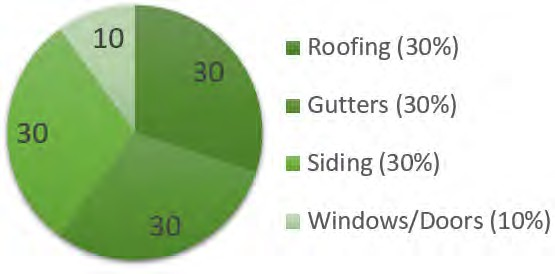 10
30
30
30
Roofing (30%)
Gutters (30%)
Siding (30%)
Windows/Doors (10%)